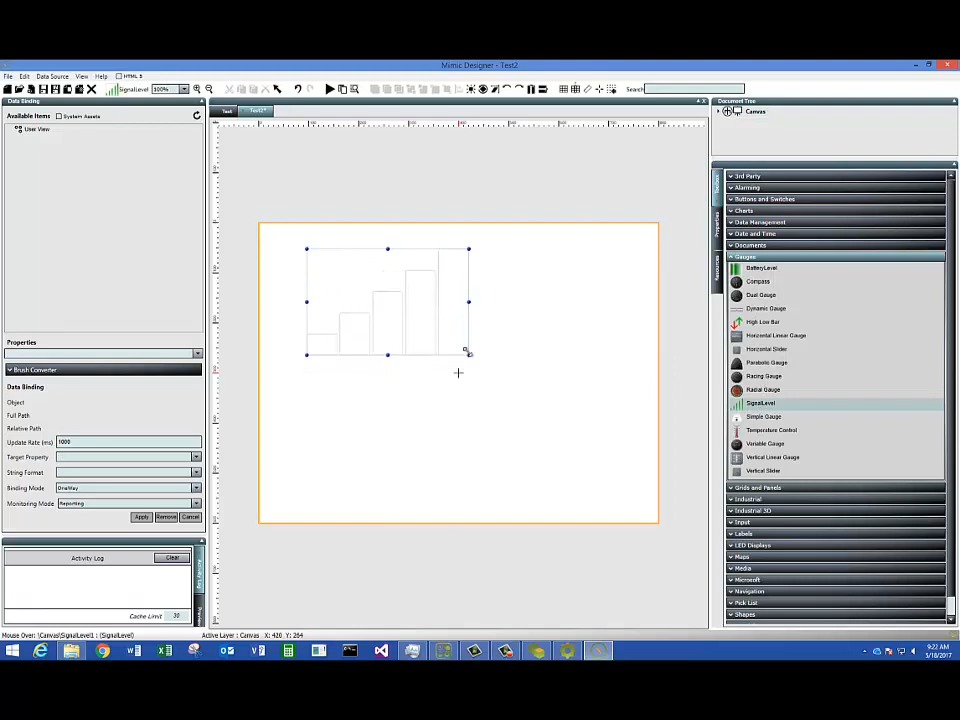 Mimic Designer - Test2
File Edit Data Source View Help HTML 5
SignalLevel 100% Search
Data Binding
Available Items System Assets
User View
Properties
Brush Converter
Data Binding
Object
Full Path
Relative Path
Update Rate (ms) 1000
Target Property
String Format
Binding Mode OneWay
Monitoring Mode Reporting
Apply Remove Cancel
Activity Log Clear
Cache Limit 30
Activity Log
Test Test2*
Document Tree
Canvas
Toolbox
Properties
Resources
3rd Party
Alarming
Buttons and Switches
Charts
Data Management
Date and Time
Documents
Gauges
BatteryLevel
Compass
Dual Gauge
Dynamic Gauge
High Low Bar
Horizontal Linear Gauge
Horizontal Slider
Parabolic Gauge
Racing Gauge
Radial Gauge
SignalLevel
Simple Gauge
Temperature Control
Variable Gauge
Vertical Linear Gauge
Vertical Slider
Grids and Panels
Industrial
Industrial 3D
Input
Labels
LED Displays
Maps
Media
Microsoft
Navigation
Pick List
Shapes
Mouse Over: \Canvas\SignalLevel1 : (SignalLevel) Active Layer : Canvas X: 420, Y: 264
9:22 AM
5/18/2017